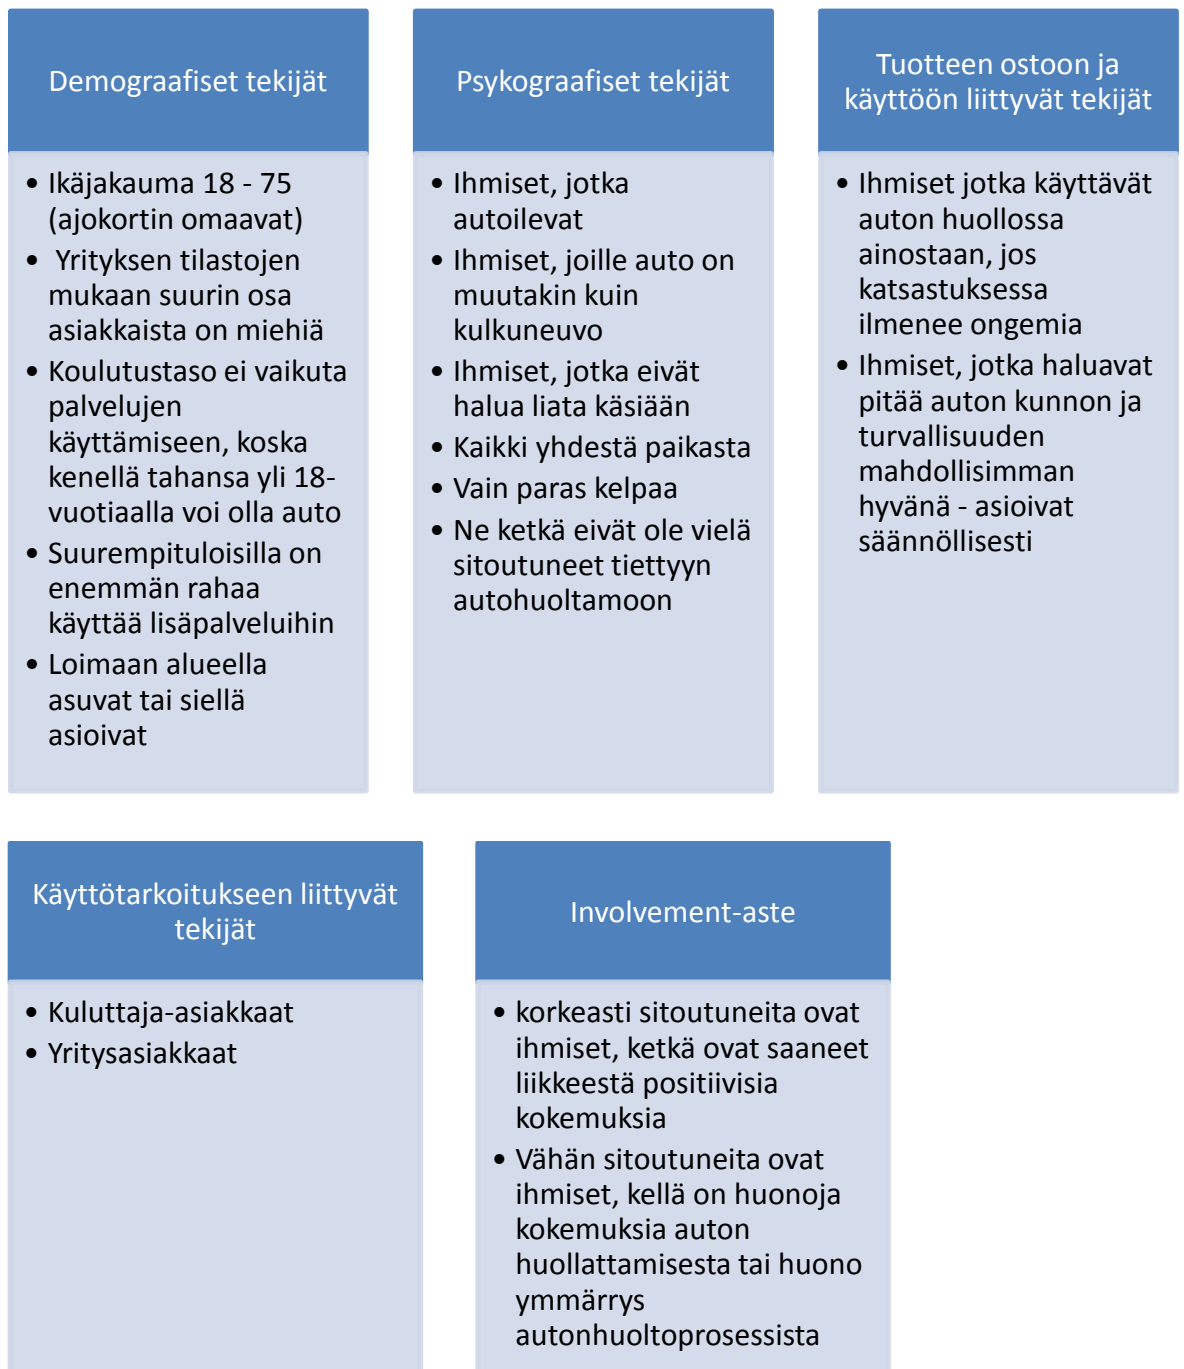 Demograafiset tekijät
• Ikäjakauma 18 - 75
(ajokortin omaavat)
• Yrityksen tilastojen
mukaan suurin osa
asiakkaista on miehiä
• Koulutustaso ei vaikuta
palvelujen
käyttämiseen, koska
kenellä tahansa yli 18-
vuotiaalla voi olla auto
• Suurempituloisilla on
enemmän rahaa
käyttää lisäpalveluihin
• Loimaan alueella
asuvat tai siellä
asioivat
Psykograafiset tekijät
• Ihmiset, jotka
autoilevat
• Ihmiset, joille auto on
muutakin kuin
kulkuneuvo
• Ihmiset, jotka eivät
halua liata käsiään
• Kaikki yhdestä paikasta
• Vain paras kelpaa
• Ne ketkä eivät ole vielä
sitoutuneet tiettyyn
autohuoltamoon
Tuotteen ostoon ja
käyttöön liittyvät tekijät
• Ihmiset jotka käyttävät
auton huollossa
ainostaan, jos
katsastuksessa
ilmenee ongemia
• Ihmiset, jotka haluavat
pitää auton kunnon ja
turvallisuuden
mahdollisimman
hyvänä - asioivat
säännöllisesti
Käyttötarkoitukseen liittyvät
tekijät
• Kuluttaja-asiakkaat
• Yritysasiakkaat
Involvement-aste
• korkeasti sitoutuneita ovat
ihmiset, ketkä ovat saaneet
liikkeestä positiivisia
kokemuksia
• Vähän sitoutuneita ovat
ihmiset, kellä on huonoja
kokemuksia auton
huollattamisesta tai huono
ymmärrys
autonhuoltoprosessista